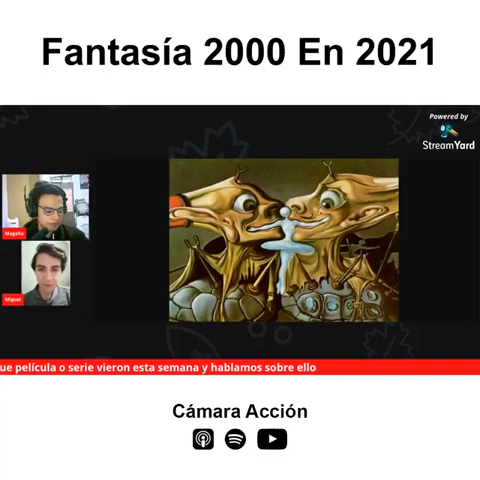 Fantasía 2000 En 2021
Powered by
StreamYard
Magaña
Miguel
ue película o serie vieron esta semana y hablamos sobre ello
Cámara Acción